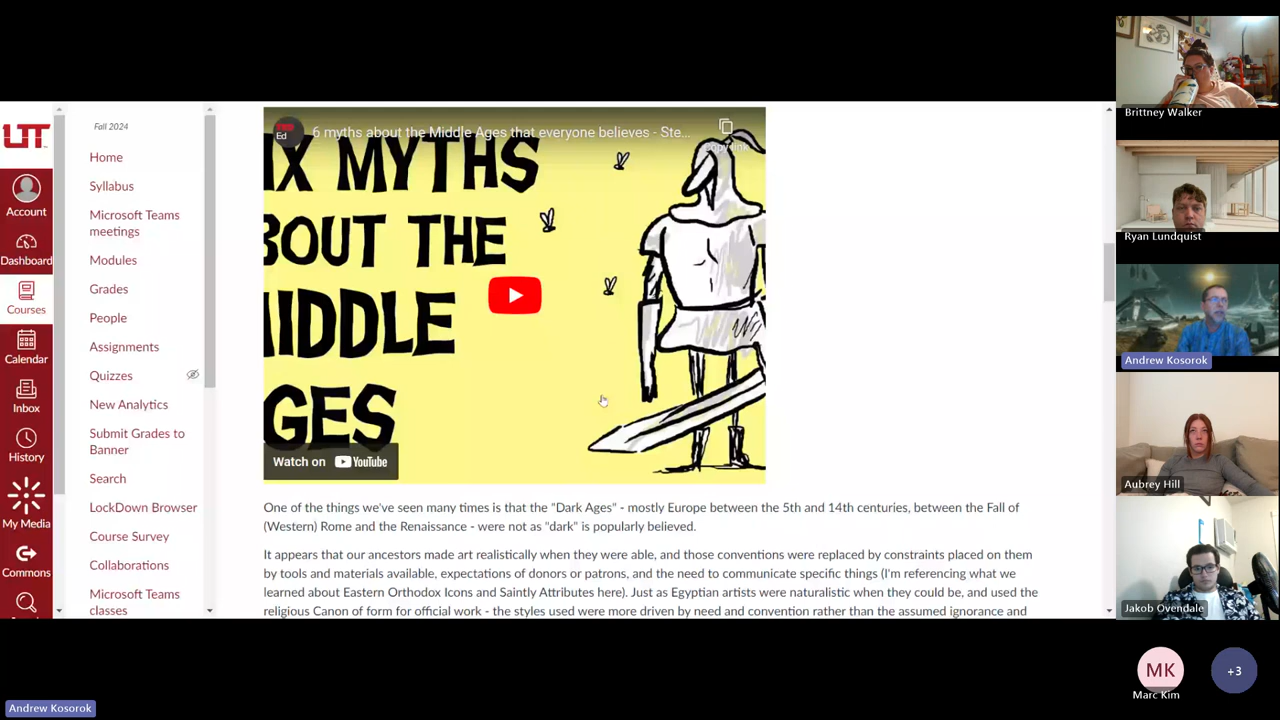 UT
Account
Dashboard
Courses
Calendar
Inbox
History
My Media
Commons
Fall 2024
Home
Syllabus
Microsoft Teams
meetings
Modules
Grades
People
Assignments
Quizzes
New Analytics
Submit Grades to
Banner
Search
LockDown Browser
Course Survey
Collaborations
Microsoft Teams
classes
Ed
6 myths about the Middle Ages that everyone believes - Ste...
Copy link
IX MYTHS
BOUT THE
IDDLE
GES
Watch on YouTube
One of the things we've seen many times is that the "Dark Ages" - mostly Europe between the 5th and 14th centuries, between the Fall of
(Western) Rome and the Renaissance - were not as "dark" is popularly believed.
It appears that our ancestors made art realistically when they were able, and those conventions were replaced by constraints placed on them
by tools and materials available, expectations of donors or patrons, and the need to communicate specific things (I'm referencing what we
learned about Eastern Orthodox Icons and Saintly Attributes here). Just as Egyptian artists were naturalistic when they could be, and used the
religious Canon of form for official work - the styles used were more driven by need and convention rather than the assumed ignorance and
Brittney Walker
Ryan Lundquist
Andrew Kosorok
Aubrey Hill
Jakob Ovendale
MK
Marc Kim
+3
Andrew Kosorok